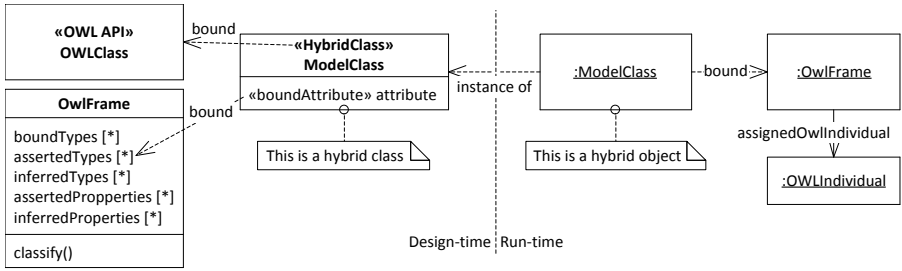 «OWL API»
OWLClass
bound
«HybridClass»
ModelClass
«boundAttribute» attribute
bound
This is a hybrid class
OwlFrame
boundTypes [*]
assertedTypes [*]
inferredTypes [*]
assertedPropperties [*]
inferredProperties [*]
classify()
instance of
Design-time
Run-time
:ModelClass
This is a hybrid object
bound
:OwlFrame
assignedOwlIndividual
:OWLIndividual